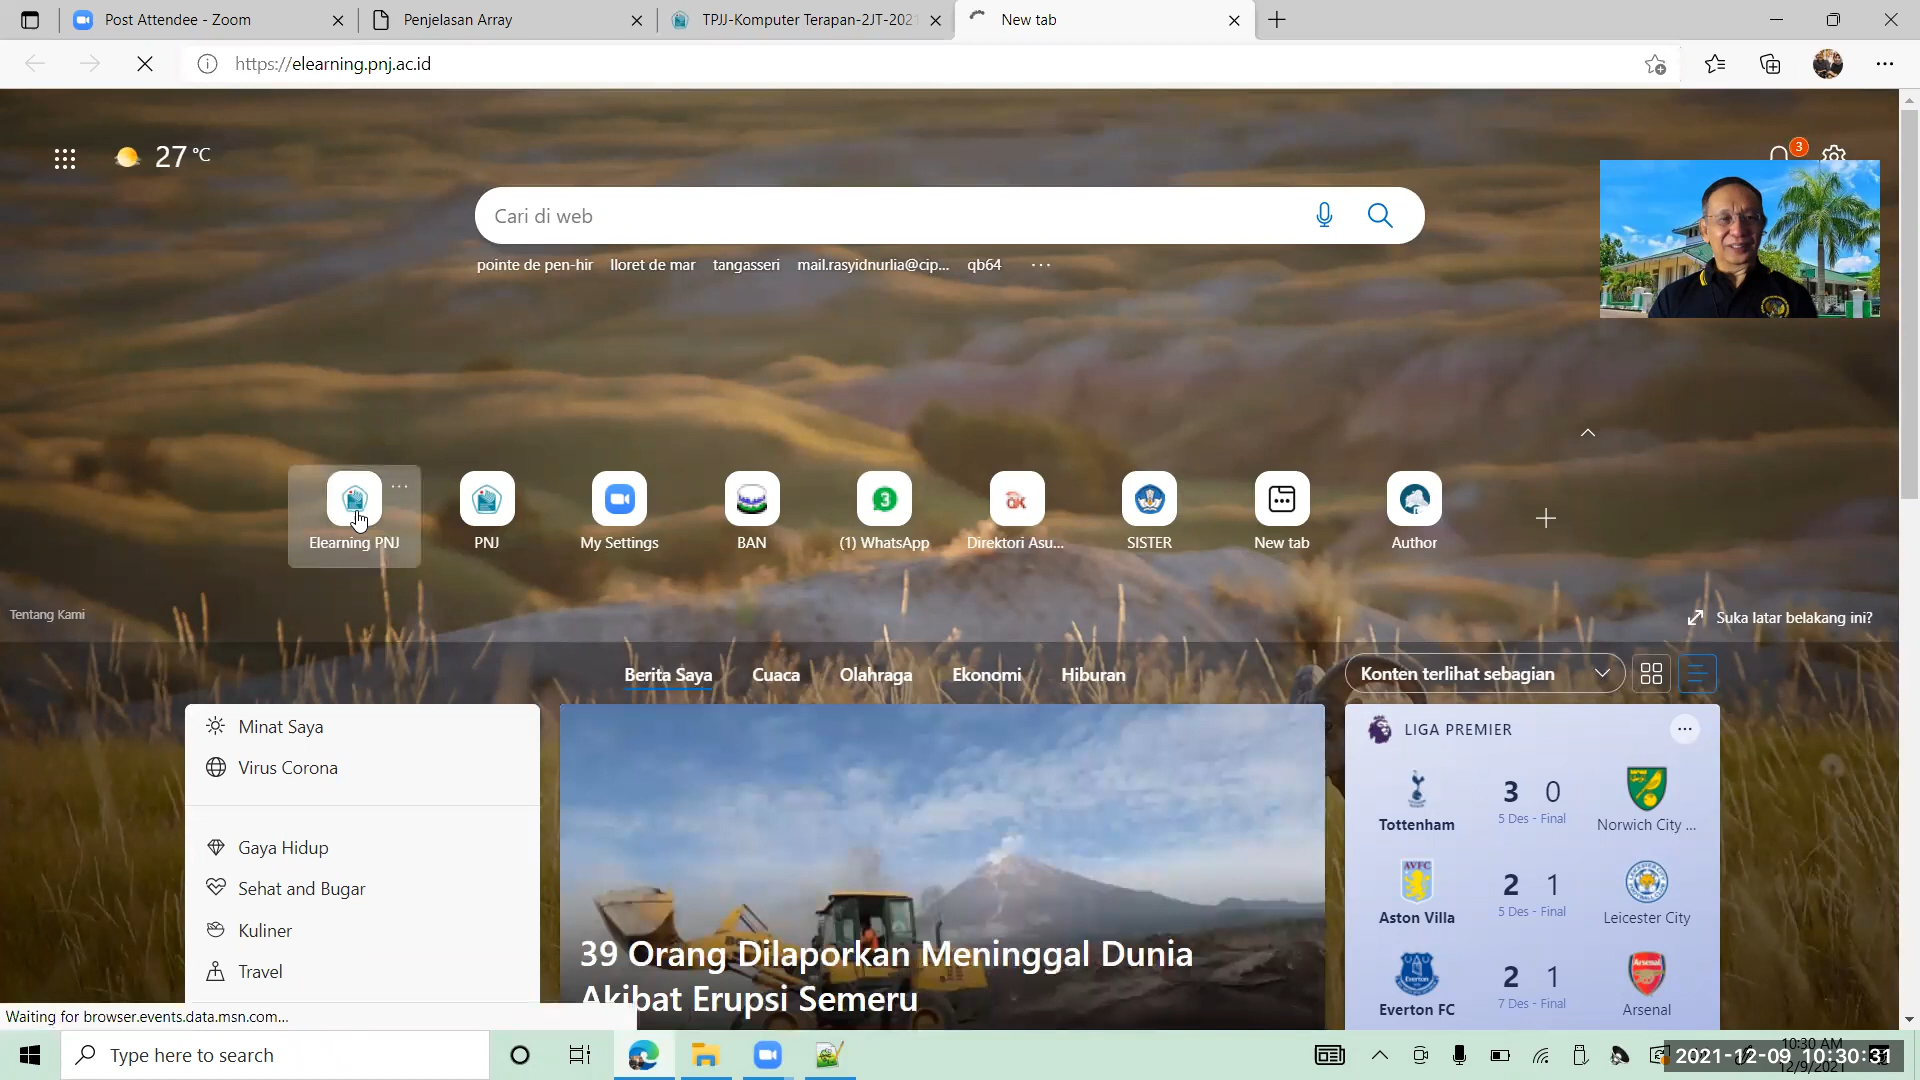 Post Attendee - Zoom
Penjelasan Array
TPJJ-Komputer Terapan-2JT-2021
New tab
https://elearning.pnj.ac.id
27 °C
3
Cari di web
pointe de pen-hir
lloret de mar
tangasseri
mail.rasyidnurlia@cip...
qb64
...
Elearning PNJ
PNJ
My Settings
BAN
(1) WhatsApp
Direktori Asu...
SISTER
New tab
Author
Tentang Kami
Suka latar belakang ini?
Berita Saya
Cuaca
Olahraga
Ekonomi
Hiburan
Konten terlihat sebagian
Minat Saya
Virus Corona
Gaya Hidup
Sehat and Bugar
Kuliner
Travel
39 Orang Dilaporkan Meninggal Dunia
Akibat Erupsi Semeru
LIGA PREMIER
3 0
5 Des - Final
Tottenham
Norwich City ...
AVFC
2 1
5 Des - Final
Aston Villa
Leicester City
2 1
7 Des - Final
Everton FC
Arsenal
Waiting for browser.events.data.msn.com...
Type here to search
10:30 AM
2021-12-09 10:30:31